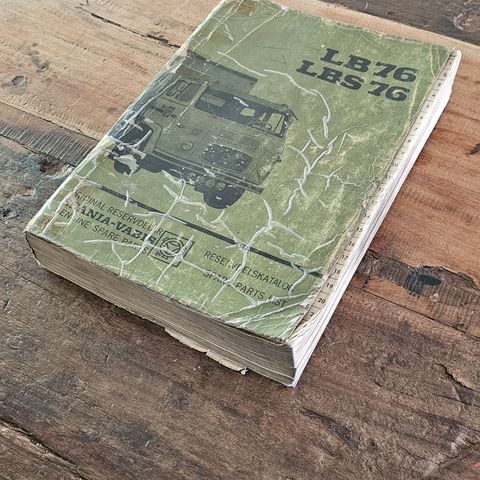 LB 76
LBS 76
ORIGINAL RESERVDELAR
SCANIA-VABIS
GENUINE SPARE PARTS
RESERVDELSKATALOG
SPARE PARTS LIST